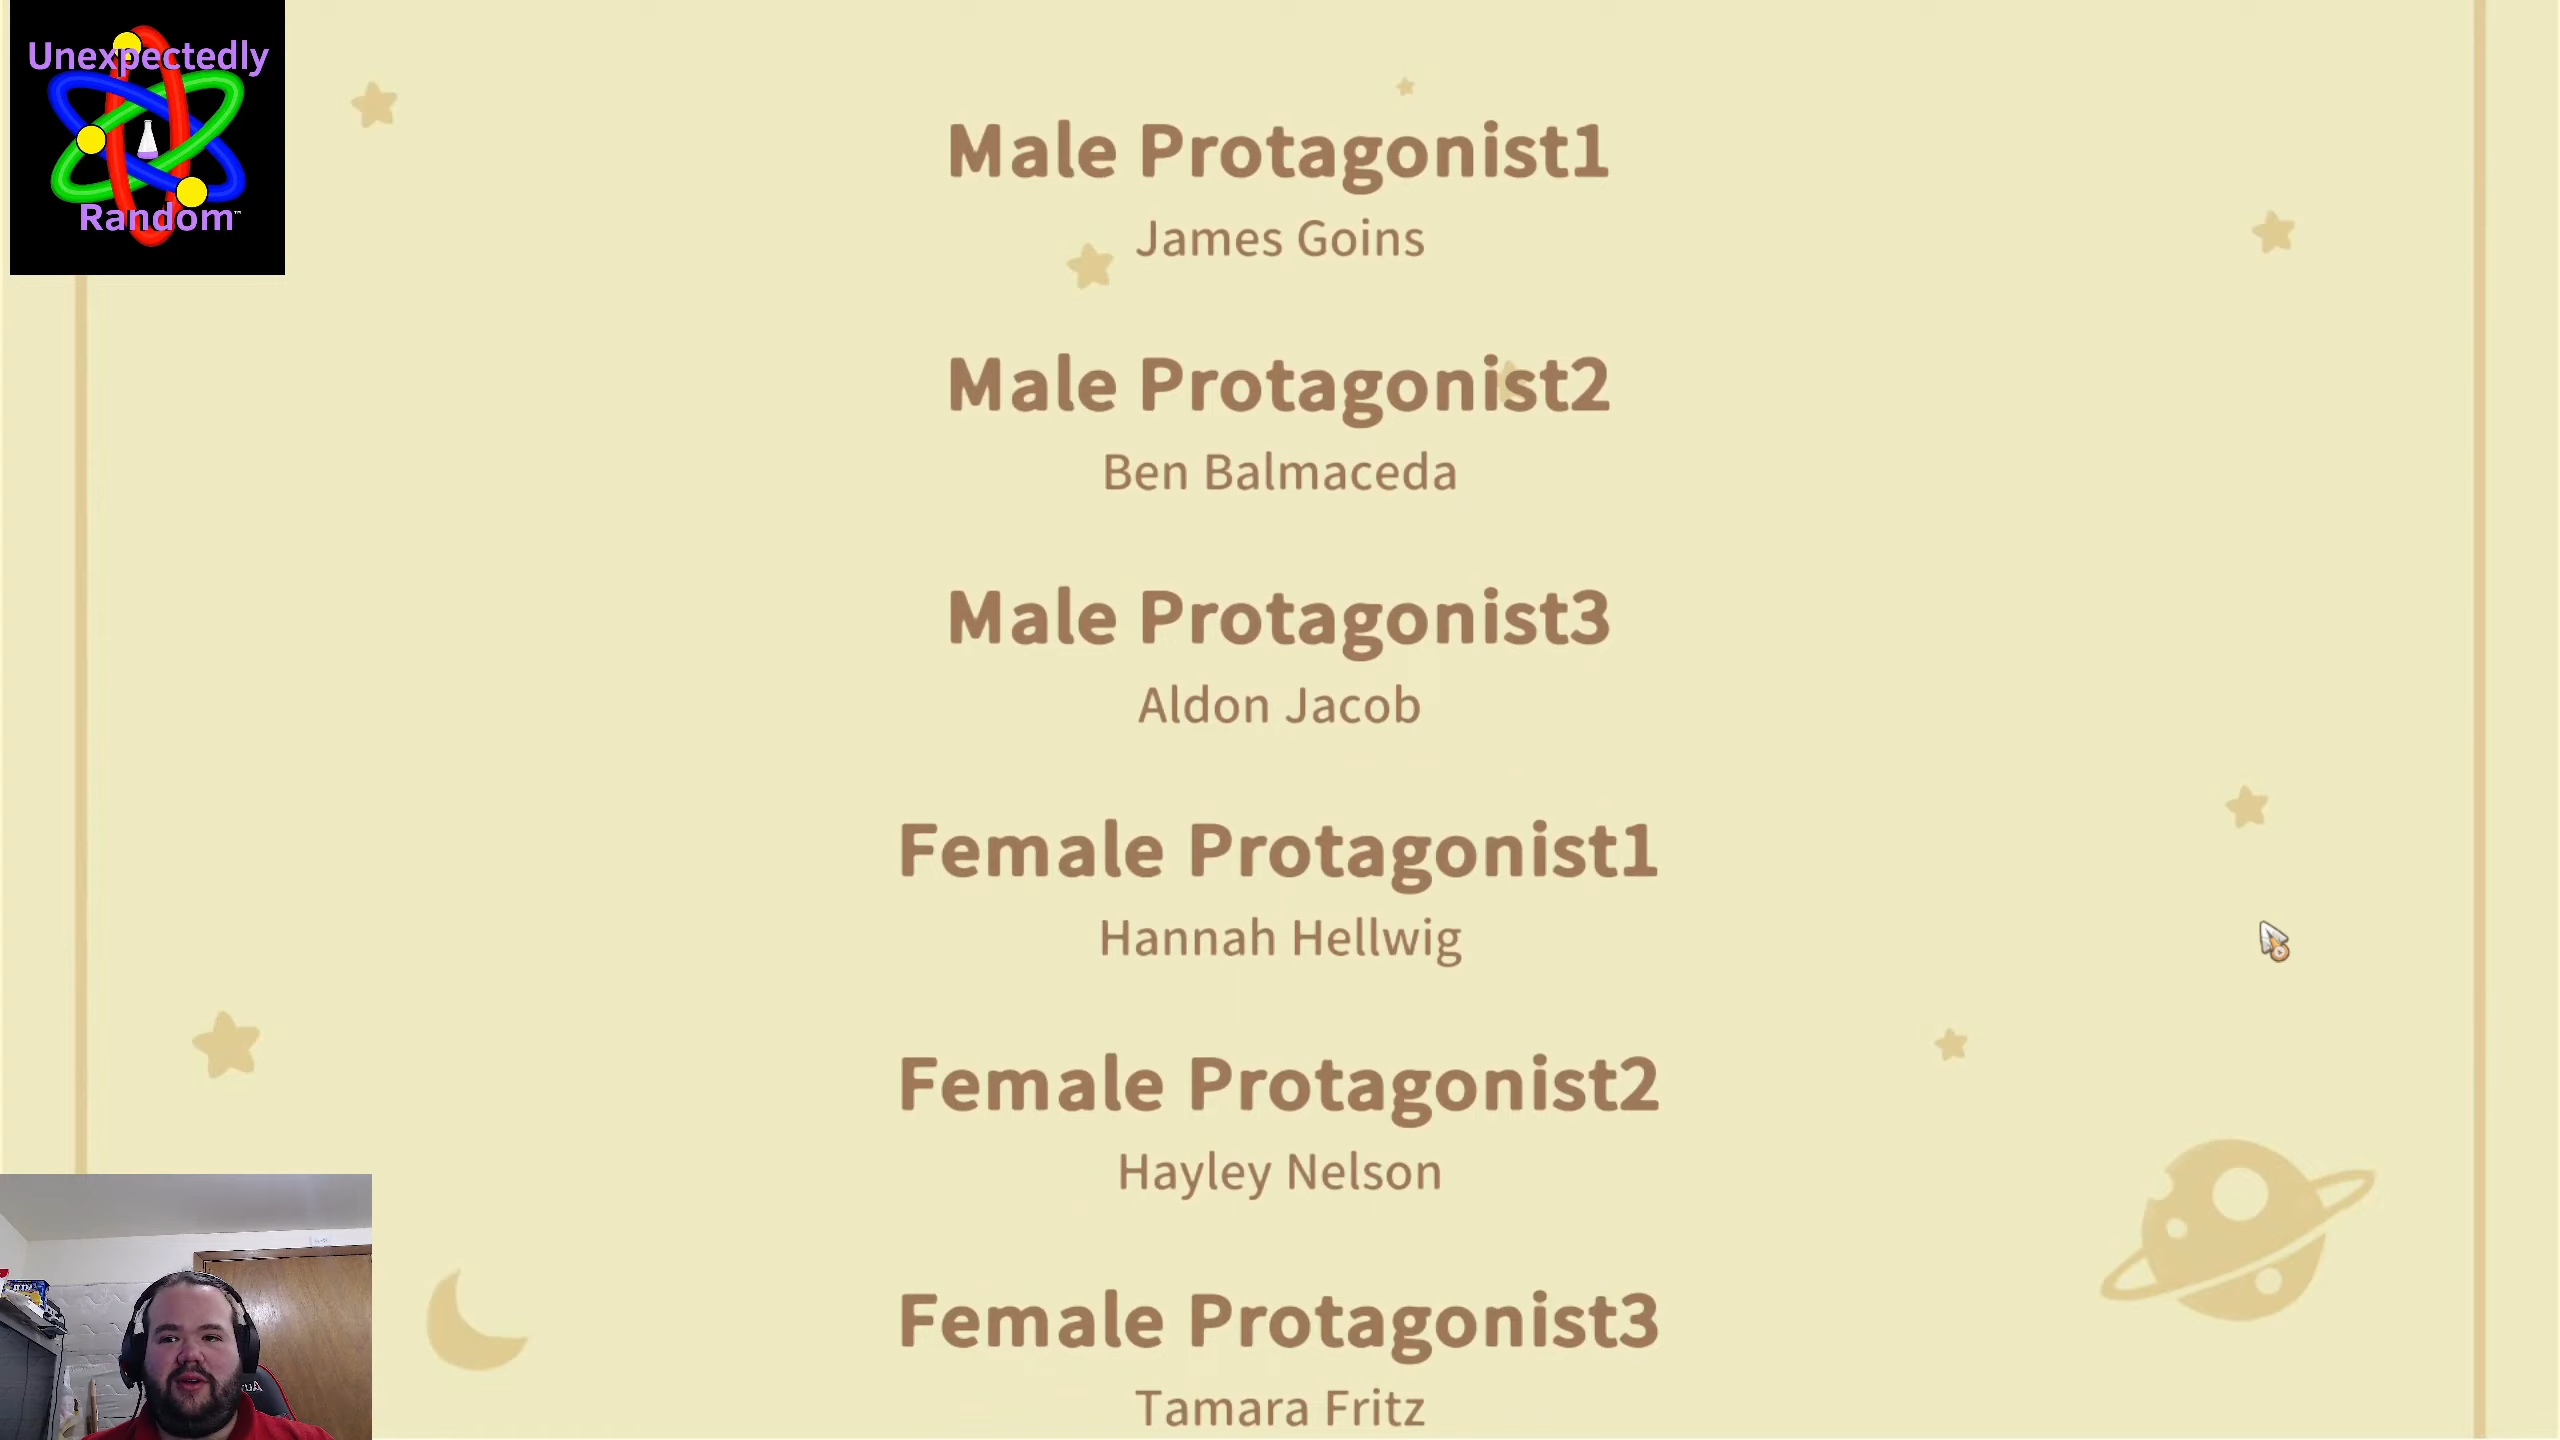 Unexpectedly
Random™
Male Protagonist1
James Goins
Male Protagonist2
Ben Balmaceda
Male Protagonist3
Aldon Jacob
Female Protagonist1
Hannah Hellwig
Female Protagonist2
Hayley Nelson
Female Protagonist3
Tamara Fritz